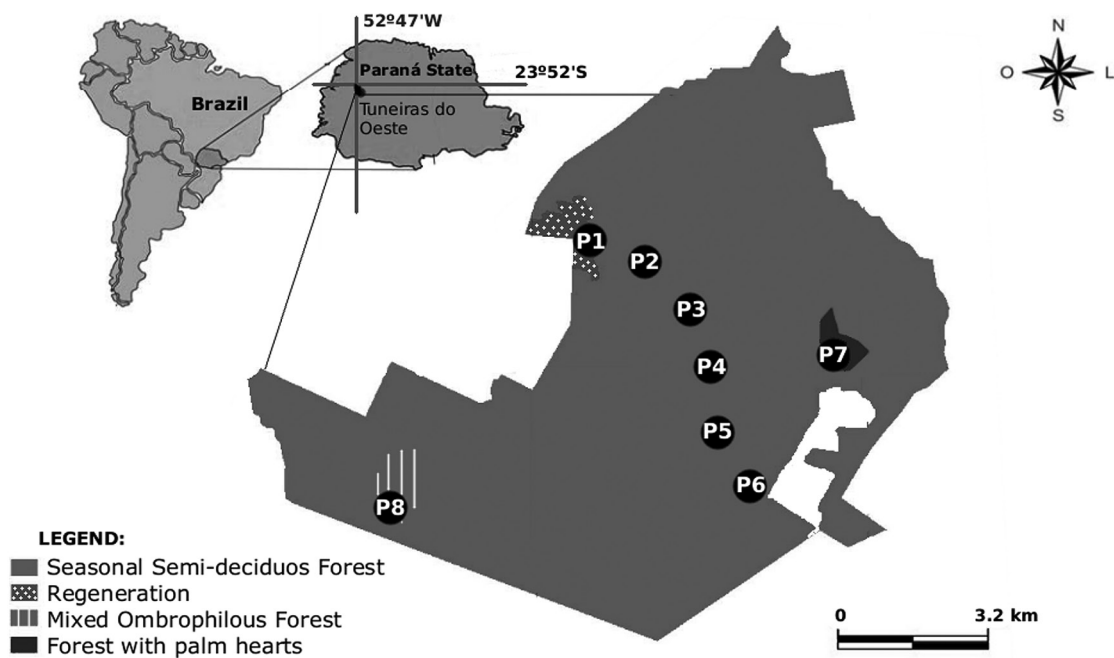 52º47'W
Paraná State
23º52'S
Brazil
Tuneiras do
Oeste
N
O
L
S
P1
P2
P3
P4
P7
P5
P6
P8
LEGEND:
Seasonal Semi-deciduos Forest
Regeneration
Mixed Ombrophilous Forest
Forest with palm hearts
0 3.2 km